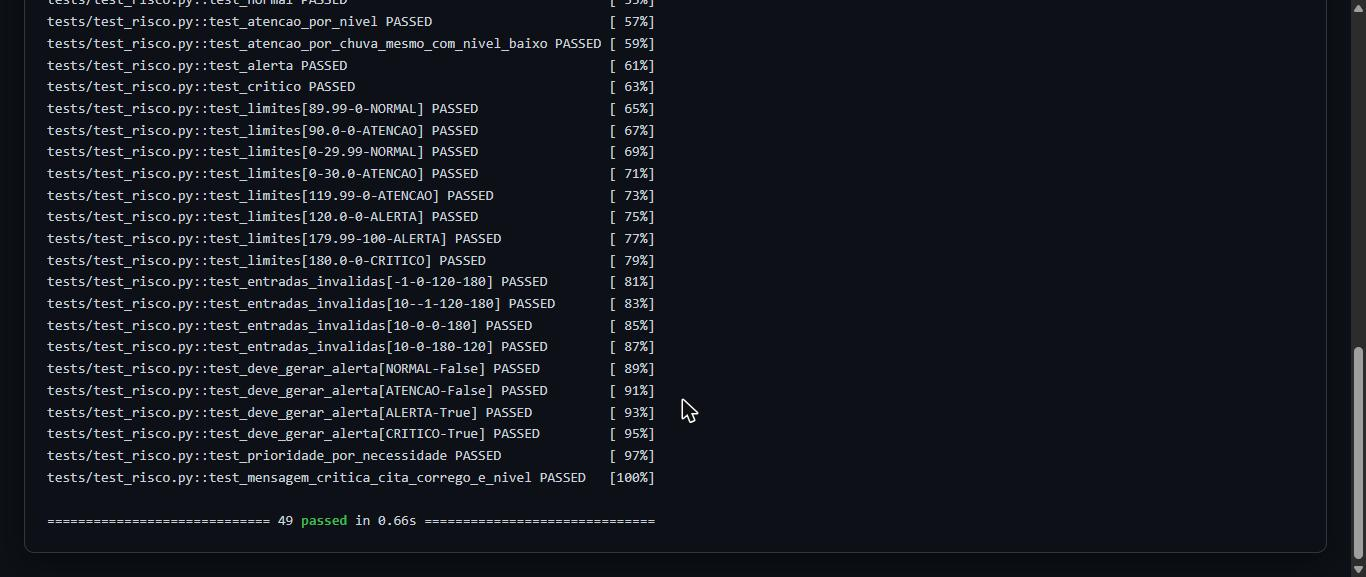 tests/test_risco.py::test_normal PASSED [ 55%]
tests/test_risco.py::test_atencao_por_nivel PASSED [ 57%]
tests/test_risco.py::test_atencao_por_chuva_mesmo_com_nivel_baixo PASSED [ 59%]
tests/test_risco.py::test_alerta PASSED [ 61%]
tests/test_risco.py::test_critico PASSED [ 63%]
tests/test_risco.py::test_limites[89.99-0-NORMAL] PASSED [ 65%]
tests/test_risco.py::test_limites[90.0-0-ATENCAO] PASSED [ 67%]
tests/test_risco.py::test_limites[0-29.99-NORMAL] PASSED [ 69%]
tests/test_risco.py::test_limites[0-30.0-ATENCAO] PASSED [ 71%]
tests/test_risco.py::test_limites[119.99-0-ATENCAO] PASSED [ 73%]
tests/test_risco.py::test_limites[120.0-0-ALERTA] PASSED [ 75%]
tests/test_risco.py::test_limites[179.99-100-ALERTA] PASSED [ 77%]
tests/test_risco.py::test_limites[180.0-0-CRITICO] PASSED [ 79%]
tests/test_risco.py::test_entradas_invalidas[-1-0-120-180] PASSED [ 81%]
tests/test_risco.py::test_entradas_invalidas[10--1-120-180] PASSED [ 83%]
tests/test_risco.py::test_entradas_invalidas[10-0-0-180] PASSED [ 85%]
tests/test_risco.py::test_entradas_invalidas[10-0-180-120] PASSED [ 87%]
tests/test_risco.py::test_deve_gerar_alerta[NORMAL-False] PASSED [ 89%]
tests/test_risco.py::test_deve_gerar_alerta[ATENCAO-False] PASSED [ 91%]
tests/test_risco.py::test_deve_gerar_alerta[ALERTA-True] PASSED [ 93%]
tests/test_risco.py::test_deve_gerar_alerta[CRITICO-True] PASSED [ 95%]
tests/test_risco.py::test_prioridade_por_necessidade PASSED [ 97%]
tests/test_risco.py::test_mensagem_critica_cita_corrego_e_nivel PASSED [100%]
============================= 49 passed in 0.66s ==============================